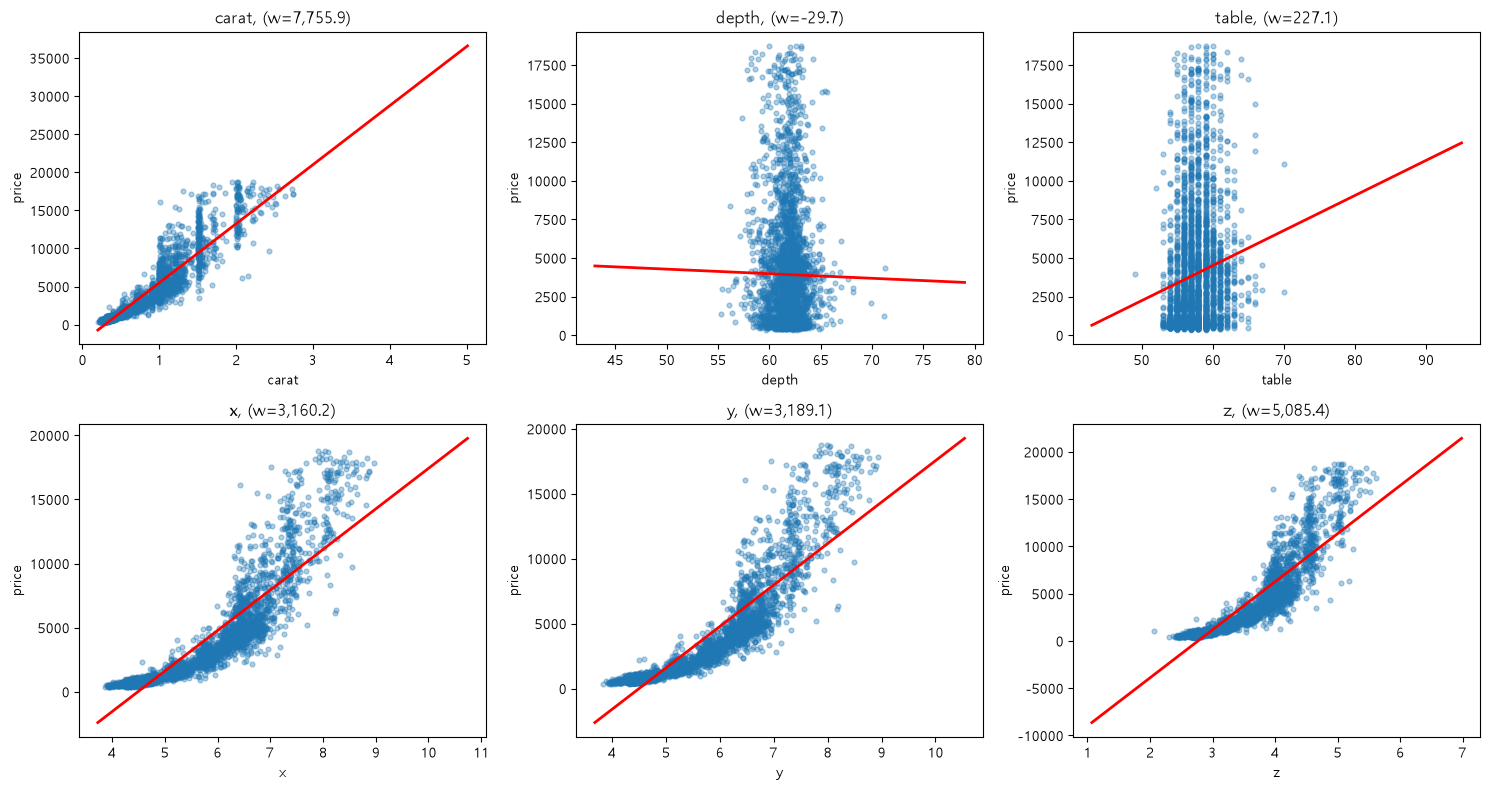 carat, (w=7,755.9)
35000
30000
25000
20000
15000
10000
5000
0
price
0 1 2 3 4 5
carat
depth, (w=-29.7)
17500
15000
12500
10000
7500
5000
2500
0
price
45 50 55 60 65 70 75 80
depth
table, (w=227.1)
17500
15000
12500
10000
7500
5000
2500
0
price
50 60 70 80 90
table
x, (w=3,160.2)
20000
15000
10000
5000
0
price
4 5 6 7 8 9 10 11
x
y, (w=3,189.1)
20000
15000
10000
5000
0
price
4 5 6 7 8 9 10
y
z, (w=5,085.4)
20000
15000
10000
5000
0
-5000
-10000
price
1 2 3 4 5 6 7
z